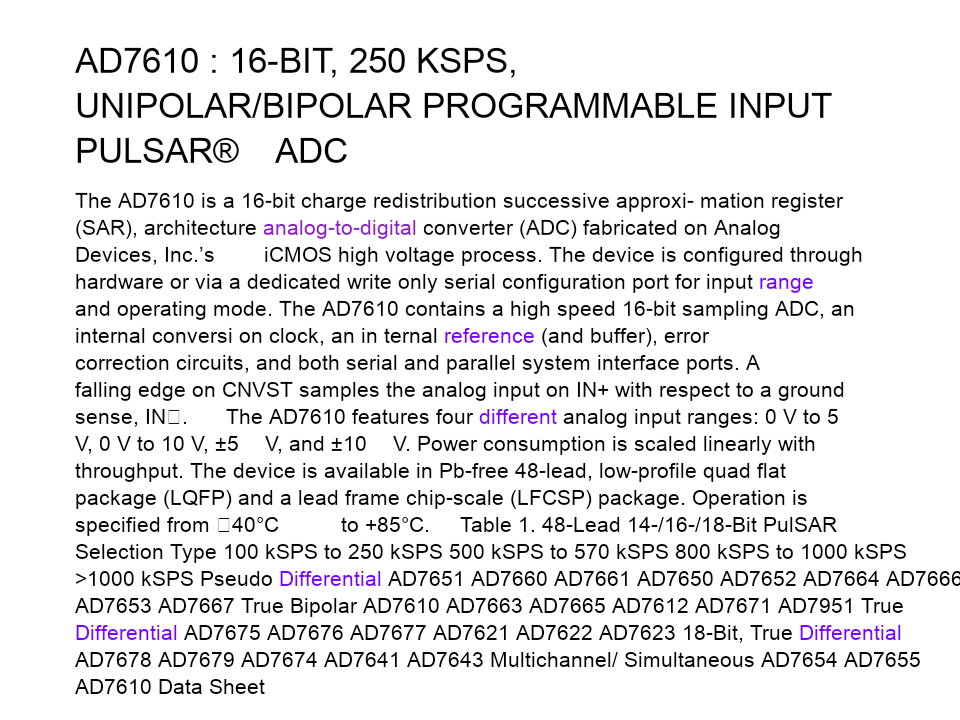 AD7610 : 16-BIT, 250 KSPS,
UNIPOLAR/BIPOLAR PROGRAMMABLE INPUT
PULSAR® ADC
The AD7610 is a 16-bit charge redistribution successive approxi- mation register
(SAR), architecture analog-to-digital converter (ADC) fabricated on Analog
Devices, Inc.’s iCMOS high voltage process. The device is configured through
hardware or via a dedicated write only serial configuration port for input range
and operating mode. The AD7610 contains a high speed 16-bit sampling ADC, an
internal conversi on clock, an in ternal reference (and buffer), error
correction circuits, and both serial and parallel system interface ports. A
falling edge on CNVST samples the analog input on IN+ with respect to a ground
sense, IN□. The AD7610 features four different analog input ranges: 0 V to 5
V, 0 V to 10 V, ±5 V, and ±10 V. Power consumption is scaled linearly with
throughput. The device is available in Pb-free 48-lead, low-profile quad flat
package (LQFP) and a lead frame chip-scale (LFCSP) package. Operation is
specified from □40°C to +85°C. Table 1. 48-Lead 14-/16-/18-Bit PulSAR
Selection Type 100 kSPS to 250 kSPS 500 kSPS to 570 kSPS 800 kSPS to 1000 kSPS
>1000 kSPS Pseudo Differential AD7651 AD7660 AD7661 AD7650 AD7652 AD7664 AD7666
AD7653 AD7667 True Bipolar AD7610 AD7663 AD7665 AD7612 AD7671 AD7951 True
Differential AD7675 AD7676 AD7677 AD7621 AD7622 AD7623 18-Bit, True Differential
AD7678 AD7679 AD7674 AD7641 AD7643 Multichannel/ Simultaneous AD7654 AD7655
AD7610 Data Sheet